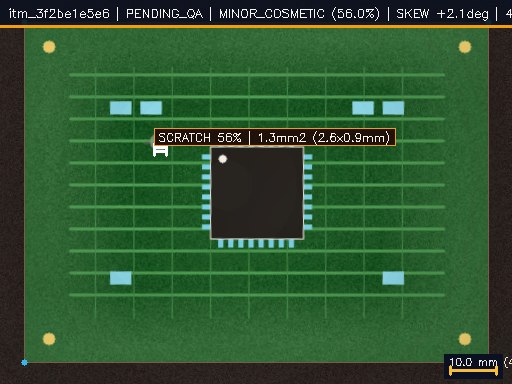 itm_3f2be1e5e6 | PENDING_QA | MINOR_COSMETIC (56.0%) | SKEW +2.1deg | 4
SCRATCH 56% | 1.3mm2 (2.6x0.9mm)
10.0 mm (4